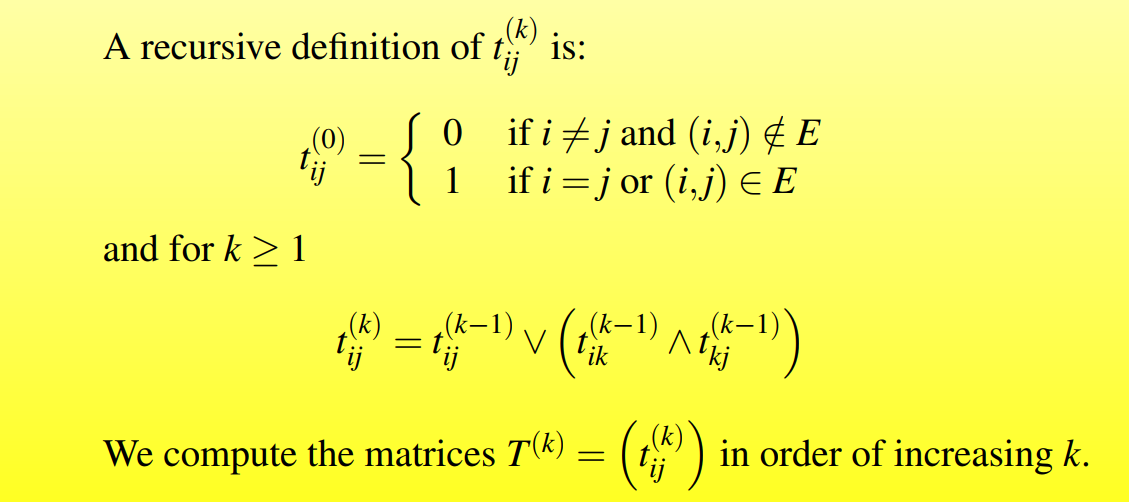 A recursive definition of $t_{ij}^{(k)}$ is:
$t_{ij}^{(0)} = \begin{cases} 0 & \text{if } i \neq j \text{ and } (i,j) \notin E \\ 1 & \text{if } i = j \text{ or } (i,j) \in E \end{cases}$
and for $k \geq 1$
$t_{ij}^{(k)} = t_{ij}^{(k-1)} \vee \left( t_{ik}^{(k-1)} \wedge t_{kj}^{(k-1)} \right)$
We compute the matrices $T^{(k)} = \left( t_{ij}^{(k)} \right)$ in order of increasing $k$.